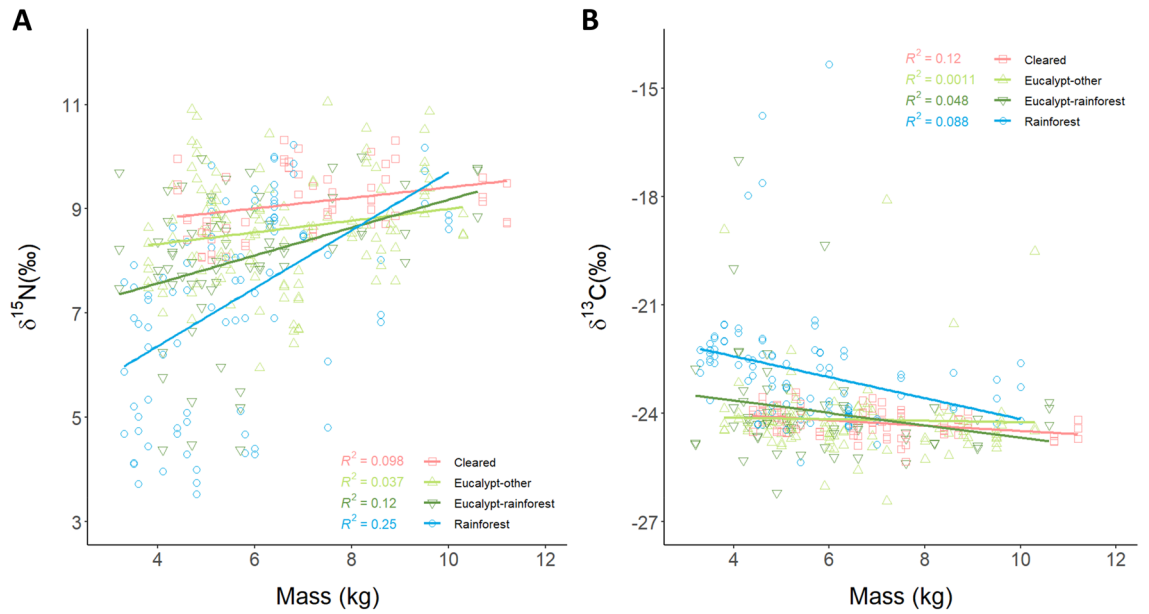 A
11
9
7
5
3
δ15N(‰)
R2 = 0.098 Cleared
R2 = 0.037 Eucalypt-other
R2 = 0.12 Eucalypt-rainforest
R2 = 0.25 Rainforest
4 6 8 10 12
Mass (kg)
B
-15
-18
-21
-24
-27
δ13C(‰)
R2 = 0.12 Cleared
R2 = 0.0011 Eucalypt-other
R2 = 0.048 Eucalypt-rainforest
R2 = 0.088 Rainforest
4 6 8 10 12
Mass (kg)